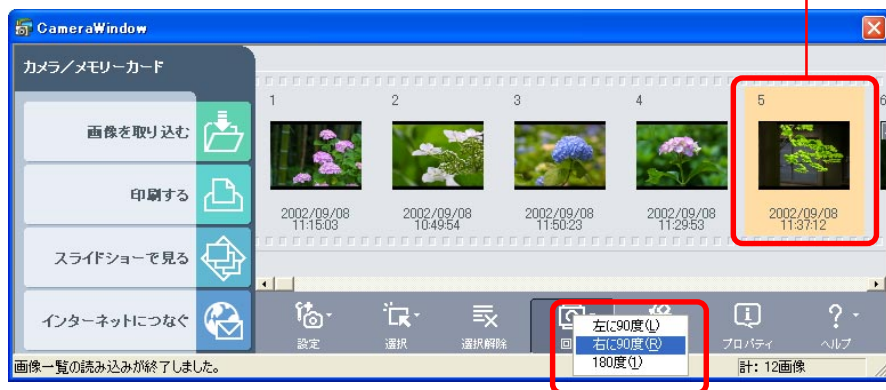 CameraWindow
カメラ／メモリーカード
画像を取り込む
印刷する
スライドショーで見る
インターネットにつなぐ
1
2002/09/08
11:15:03
2
2002/09/08
10:49:54
3
2002/09/08
11:50:23
4
2002/09/08
11:29:53
5
2002/09/08
11:37:12
6
設定
選択
選択解除
回
左に90度(L)
右に90度(R)
180度(1)
プロパティ
ヘルプ
画像一覧の読み込みが終了しました。
計: 12画像